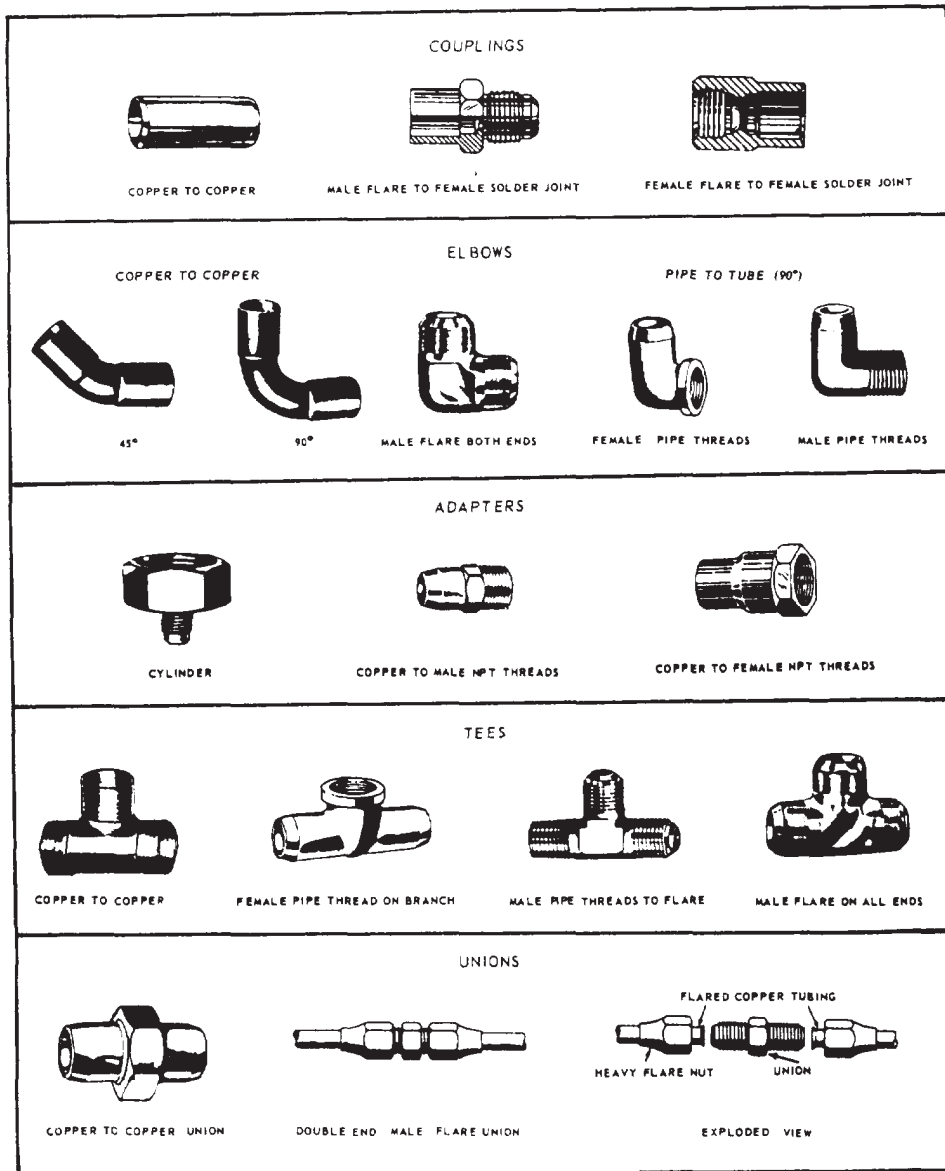 COUPLINGS
COPPER TO COPPER
MALE FLARE TO FEMALE SOLDER JOINT
FEMALE FLARE TO FEMALE SOLDER JOINT
ELBOWS
COPPER TO COPPER
PIPE TO TUBE (90°)
45°
90°
MALE FLARE BOTH ENDS
FEMALE PIPE THREADS
MALE PIPE THREADS
ADAPTERS
CYLINDER
COPPER TO MALE NPT THREADS
COPPER TO FEMALE NPT THREADS
TEES
COPPER TO COPPER
FEMALE PIPE THREAD ON BRANCH
MALE PIPE THREADS TO FLARE
MALE FLARE ON ALL ENDS
UNIONS
FLARED COPPER TUBING
HEAVY FLARE NUT
UNION
COPPER TO COPPER UNION
DOUBLE END MALE FLARE UNION
EXPLODED VIEW